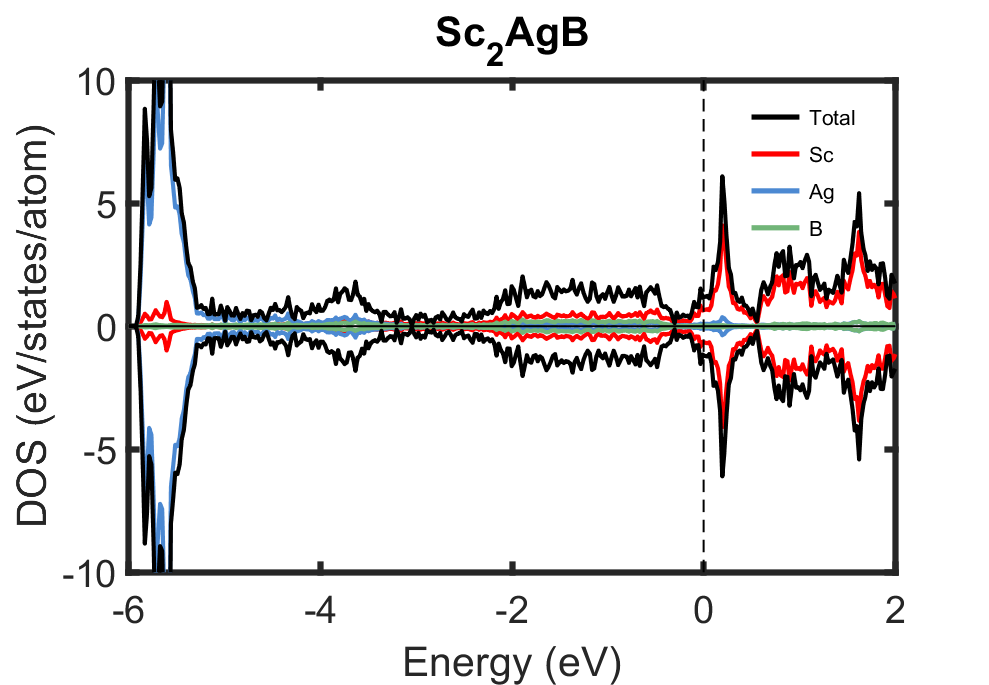 Sc2AgB
10
5
0
-5
-10
-6
-4
-2
0
2
DOS (eV/states/atom)
Energy (eV)
Total
Sc
Ag
B